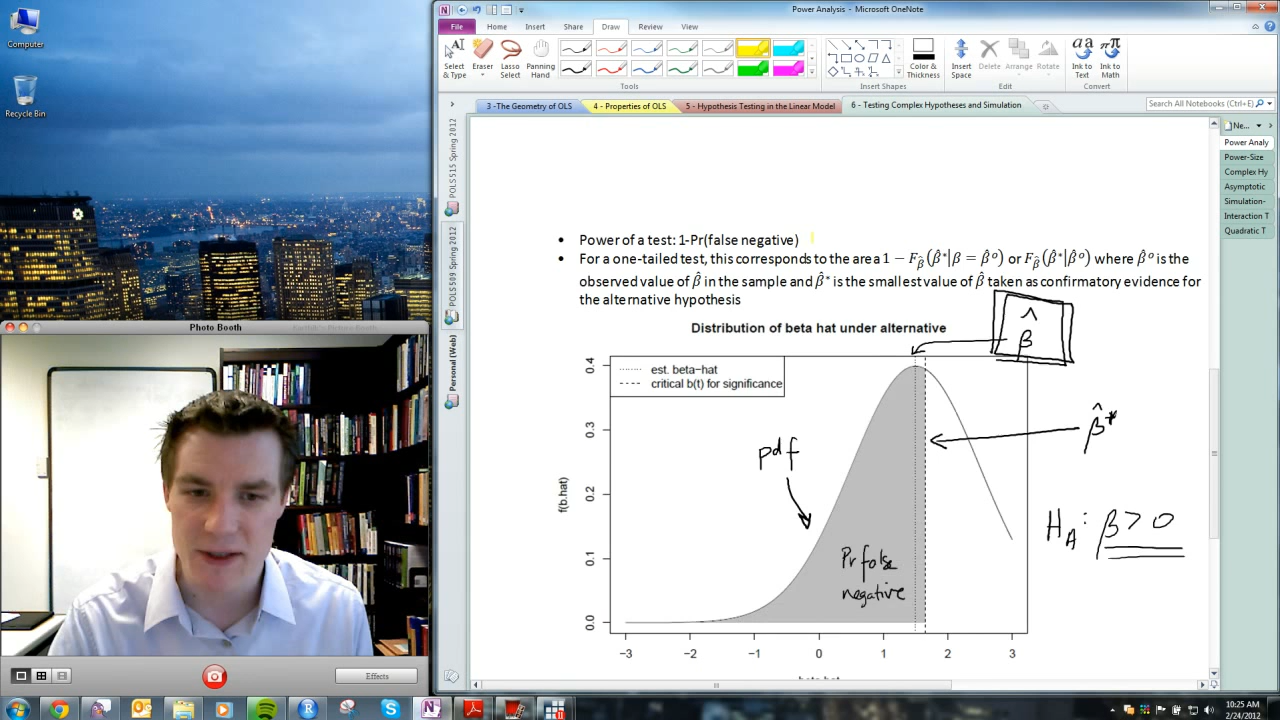 Computer
Recycle Bin
Power Analysis - Microsoft OneNote
File Home Insert Share Draw Review View
Select & Type
Eraser
Lasso Select
Panning Hand
Tools
Insert Shapes
Color & Thickness
Insert Space
Delete
Arrange
Rotate
Edit
Ink to Text
Ink to Math
Convert
3 -The Geometry of OLS
4 - Properties of OLS
5 - Hypothesis Testing in the Linear Model
6 - Testing Complex Hypotheses and Simulation
Search All Notebooks (Ctrl+E)
Ne...
Power Analy
Power-Size
Complex Hy
Asymptotic
Simulation-
Interaction T
Quadratic T
POLS 515 Spring 2012
POLS 509 Spring 2012
Personal (Web)
• Power of a test: 1-Pr(false negative)
• For a one-tailed test, this corresponds to the area 1 − F_β̂(β̂*|β = β̂°) or F_β̂(β̂*|β̂°) where β̂° is the
observed value of β̂ in the sample and β̂* is the smallest value of β̂ taken as confirmatory evidence for
the alternative hypothesis
Distribution of beta hat under alternative
β̂
est. beta−hat
critical b(t) for significance
β̂*
pdf
H_A: β > 0
Pr false
negative
f(b.hat)
0.4
0.3
0.2
0.1
0.0
−3 −2 −1 0 1 2 3
Photo Booth
Effects
10:25 AM
2/24/2012